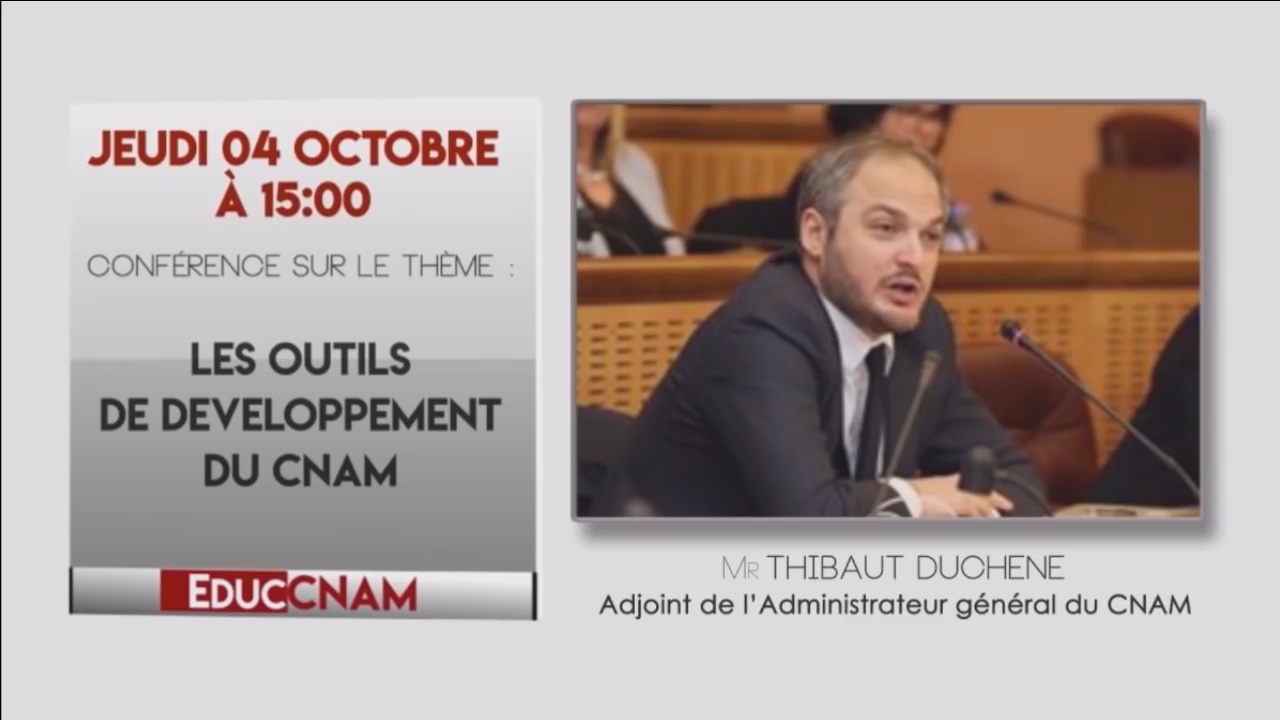 JEUDI 04 OCTOBRE
À 15:00
CONFÉRENCE SUR LE THÈME :
LES OUTILS
DE DEVELOPPEMENT
DU CNAM
EDUCCNAM
MR THIBAUT DUCHENE
Adjoint de l'Administrateur général du CNAM